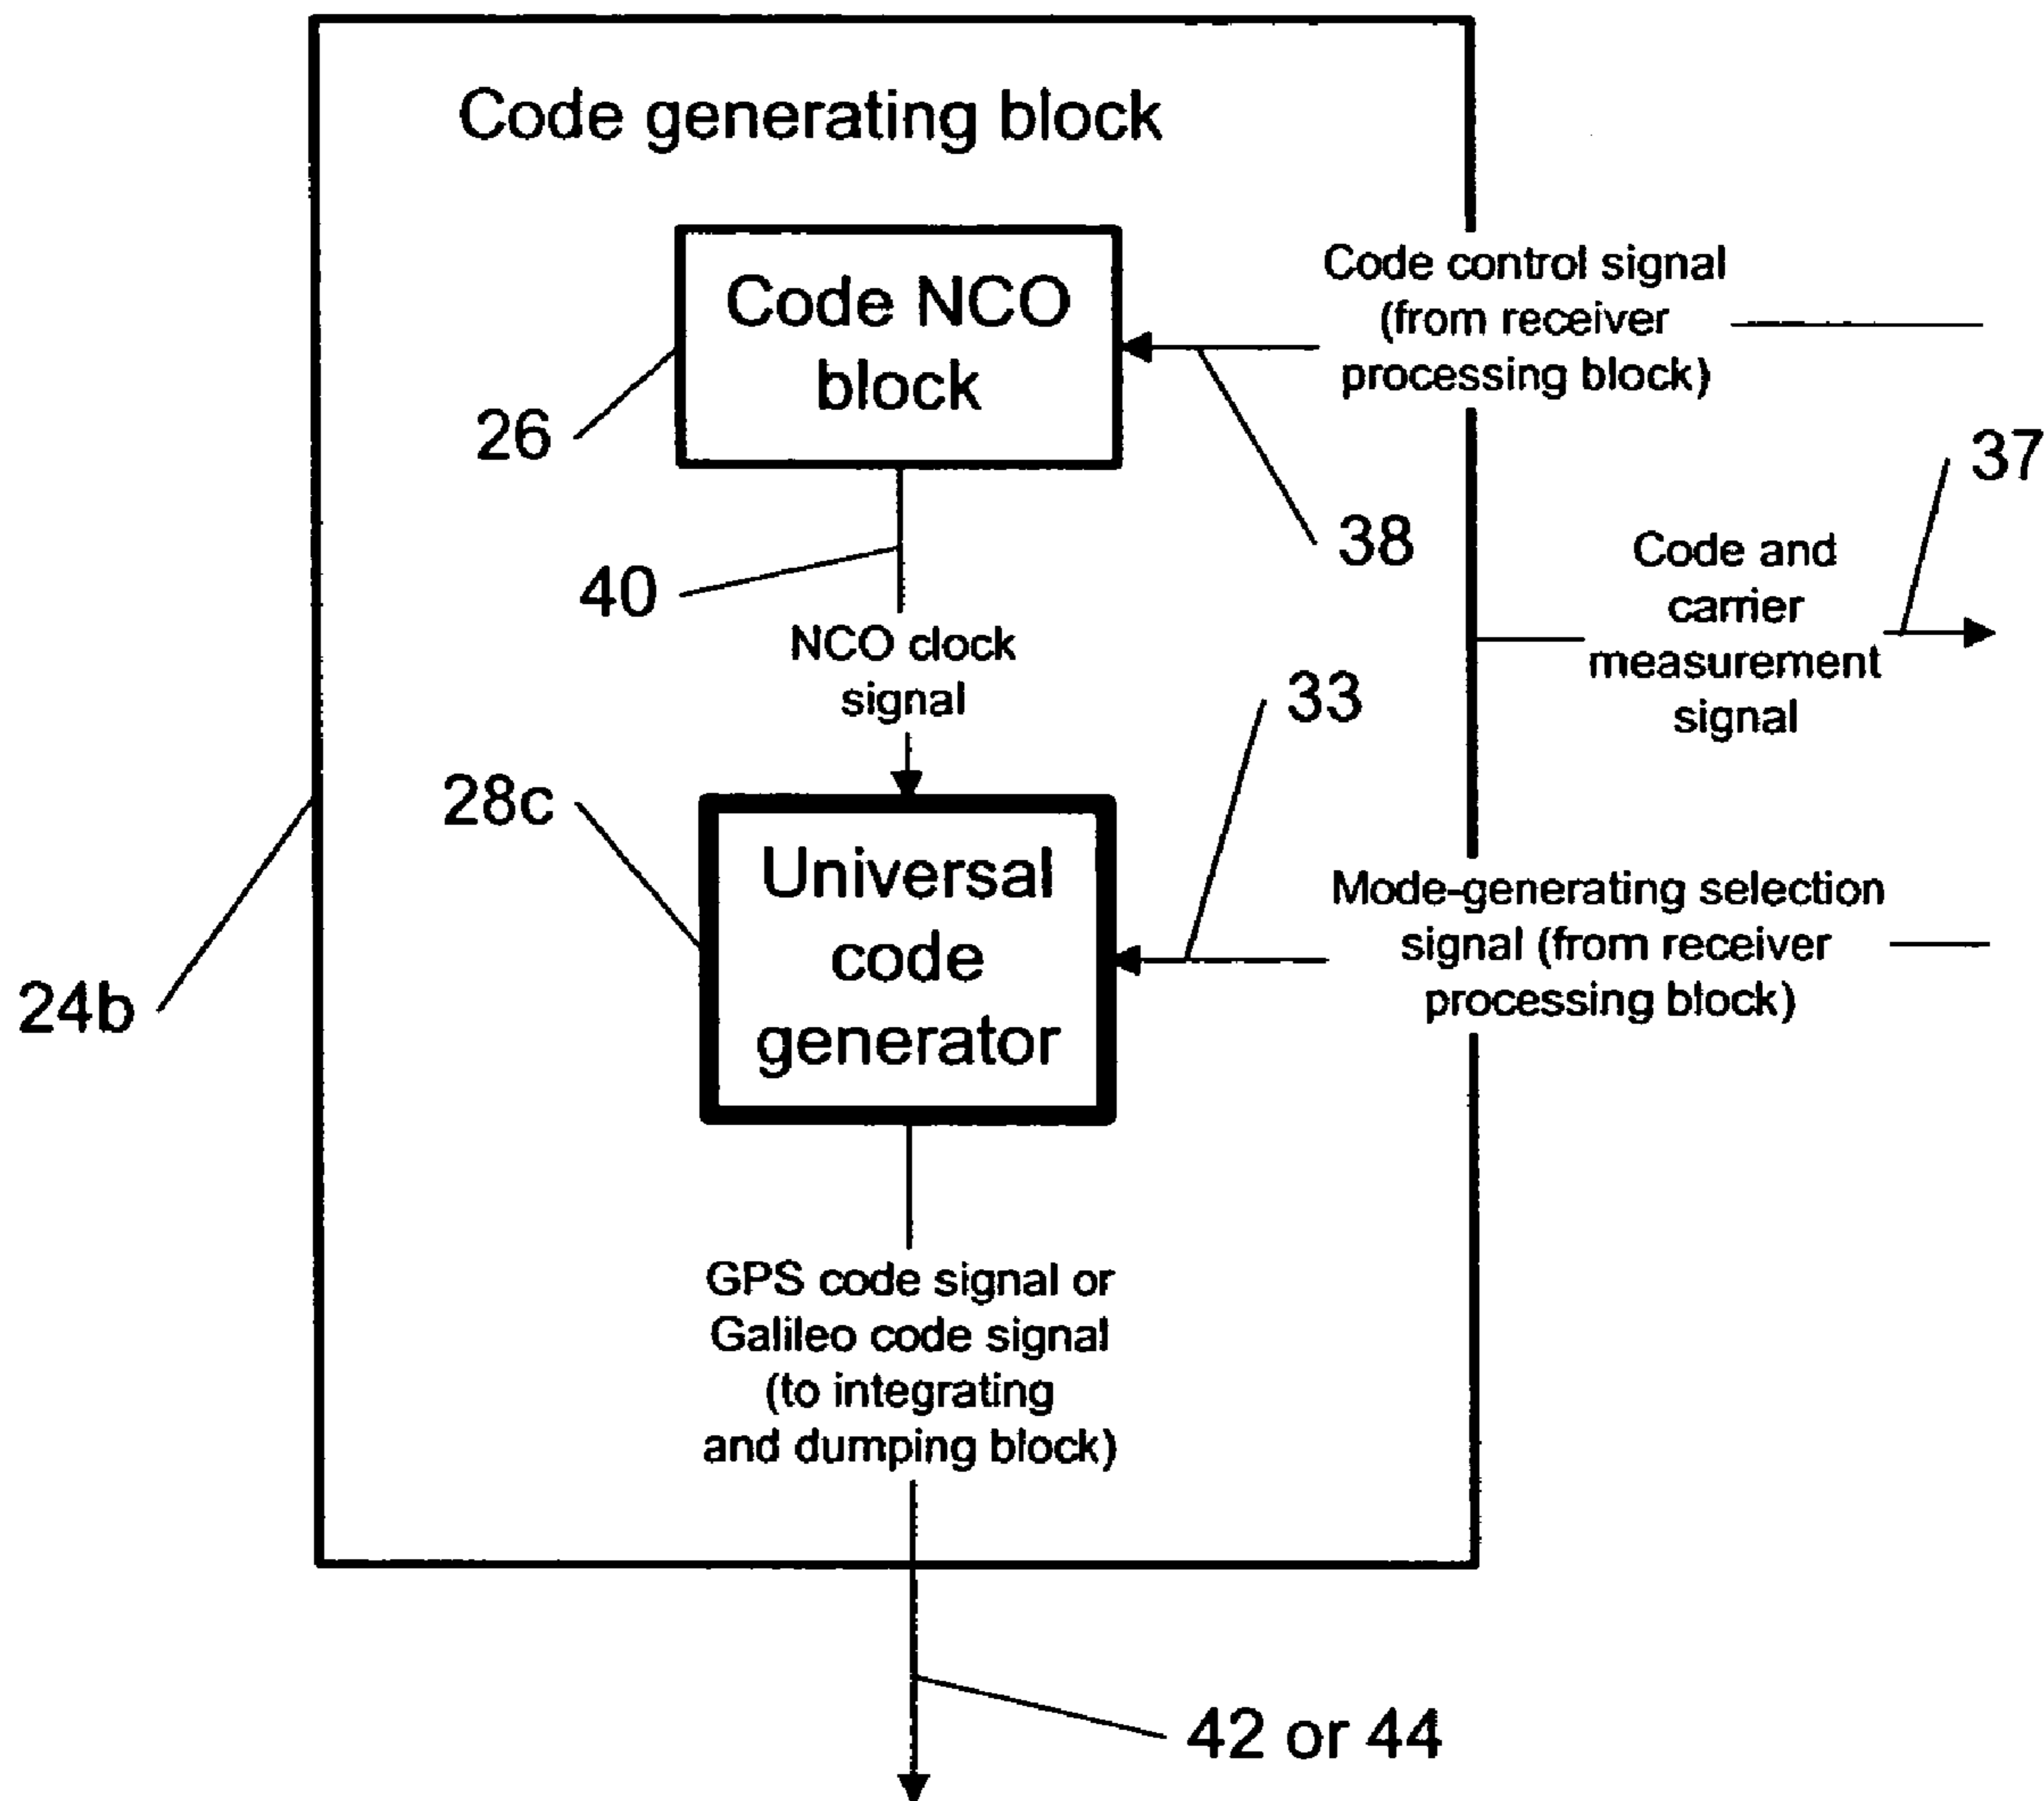 Code generating block
Code NCO
block
Code control signal
(from receiver
processing block)
26
37
38
Code and
carrier
measurement
signal
40
NCO clock
signal
33
28c
Universal
code
generator
Mode-generating selection
signal (from receiver
processing block)
24b
GPS code signal or
Galileo code signal
(to integrating
and dumping block)
42 or 44